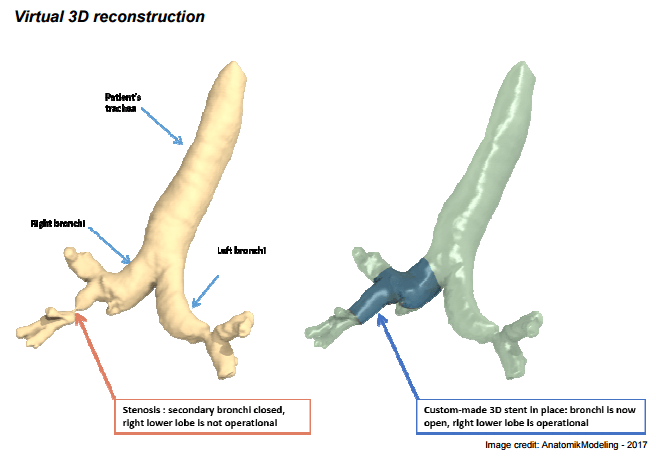 Virtual 3D reconstruction
Patient's
trachea
Right bronchi
Left bronchi
Stenosis : secondary bronchi closed,
right lower lobe is not operational
Custom-made 3D stent in place: bronchi is now
open, right lower lobe is operational
Image credit: AnatomikModeling - 2017